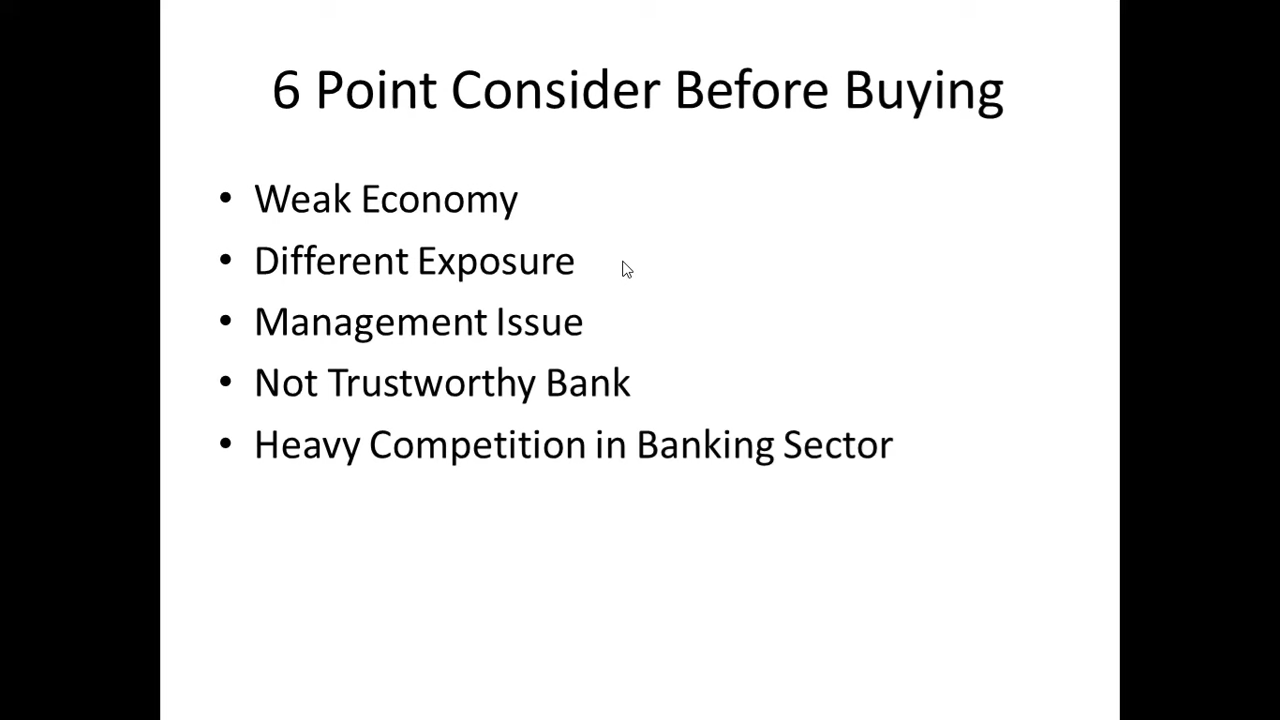 6 Point Consider Before Buying
• Weak Economy
• Different Exposure
• Management Issue
• Not Trustworthy Bank
• Heavy Competition in Banking Sector